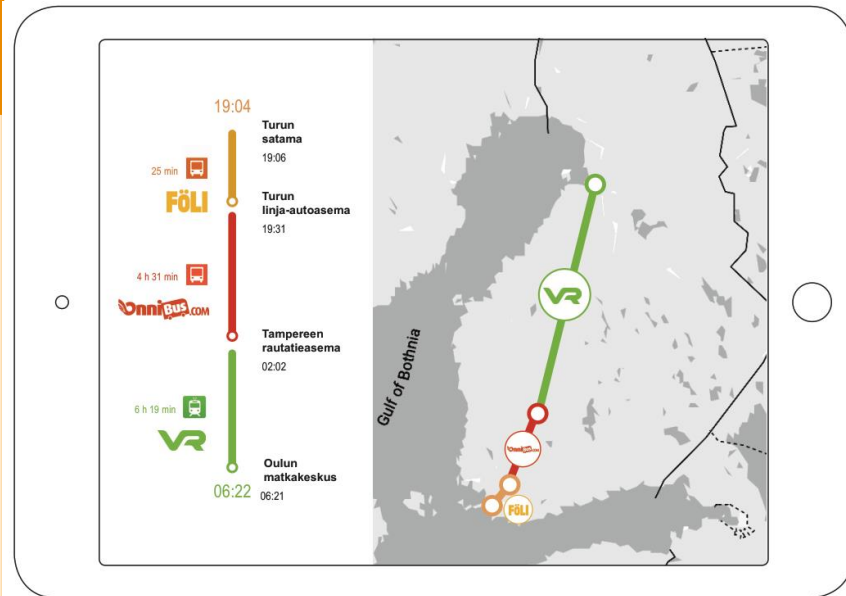 19:04
Turun
satama
19:06
25 min
FöLI
Turun
linja-autoasema
19:31
4 h 31 min
OnniBus.COM
Tampereen
rautatieasema
02:02
6 h 19 min
VR
Oulun
matkakeskus
06:22
06:21
Gulf of Bothnia
VR
OnniBus.COM
FöLI